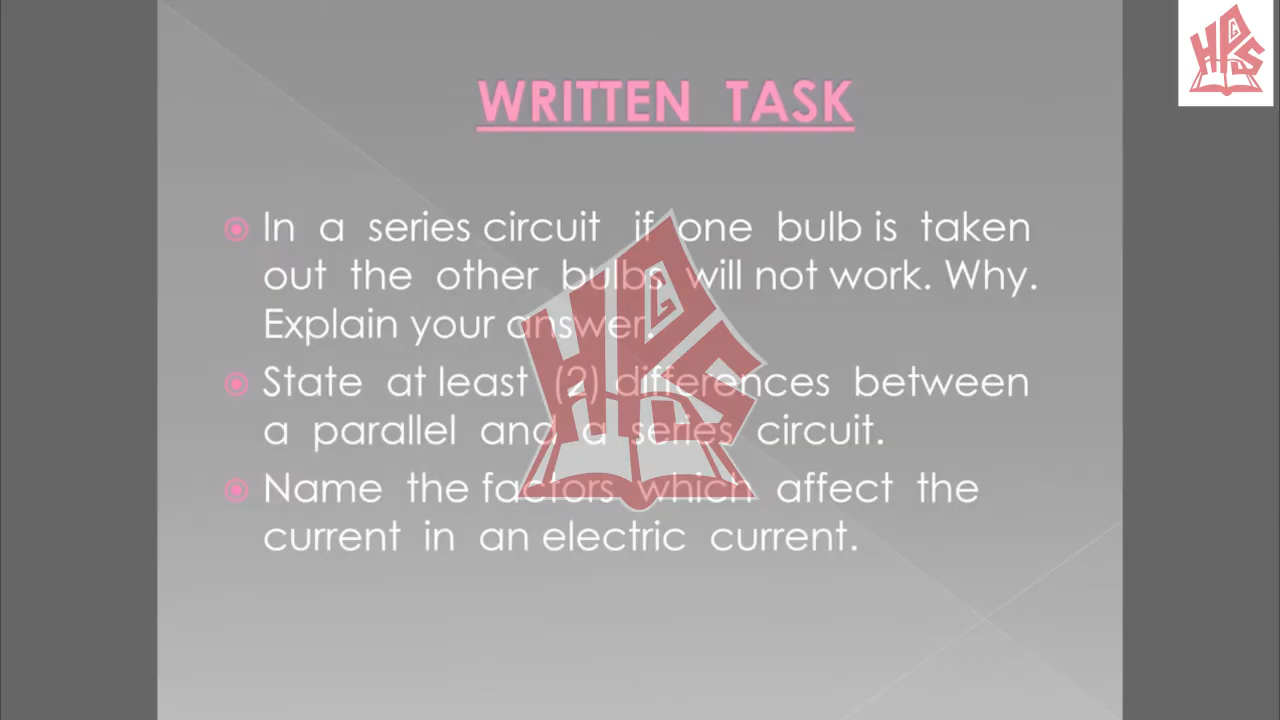 HPGS
WRITTEN TASK
In a series circuit if one bulb is taken
out the other bulbs will not work. Why.
Explain your answer.
State at least (2) differences between
a parallel and a series circuit.
Name the factors which affect the
current in an electric current.
HPGS